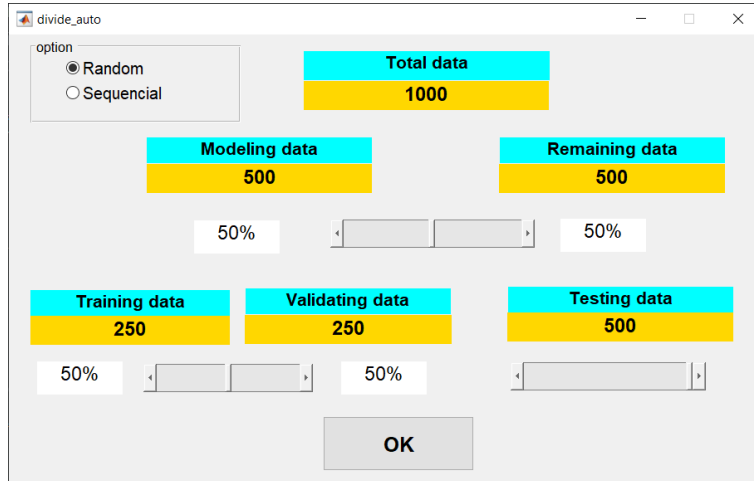 divide_auto
option
Random
Sequencial
Total data
1000
Modeling data
500
Remaining data
500
50%
50%
Training data
250
Validating data
250
Testing data
500
50%
50%
OK